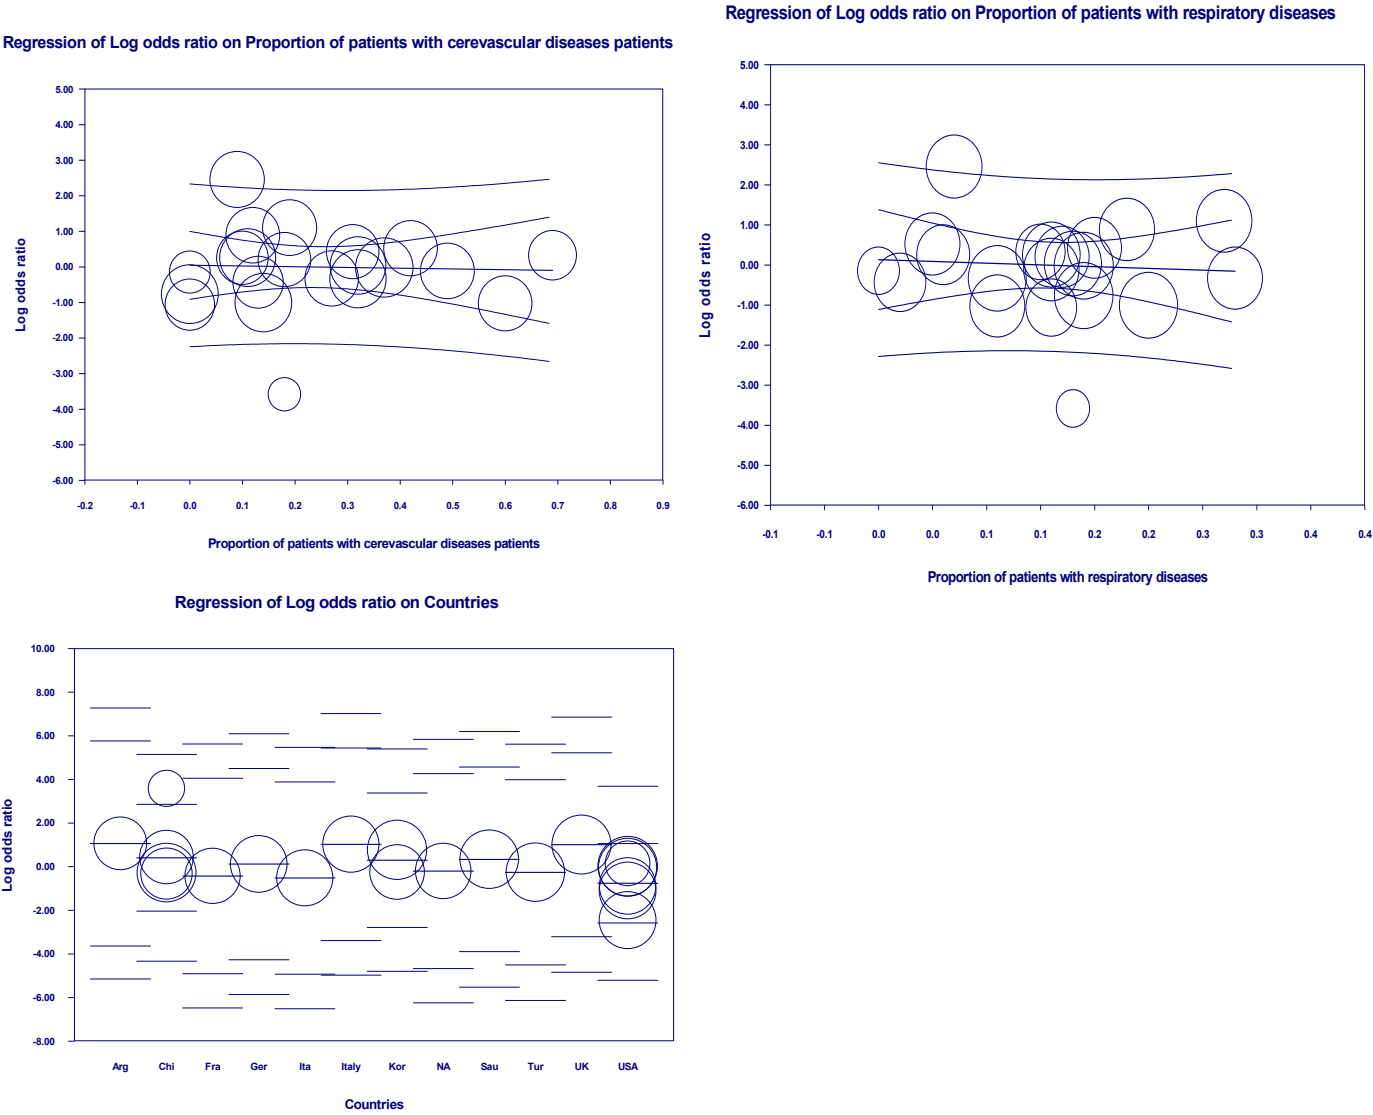 Regression of Log odds ratio on Proportion of patients with cerevascular diseases patients
5.00
4.00
3.00
2.00
1.00
0.00
-1.00
-2.00
-3.00
-4.00
-5.00
-6.00
Log odds ratio
-0.2 -0.1 0.0 0.1 0.2 0.3 0.4 0.5 0.6 0.7 0.8 0.9
Proportion of patients with cerevascular diseases patients
Regression of Log odds ratio on Proportion of patients with respiratory diseases
5.00
4.00
3.00
2.00
1.00
0.00
-1.00
-2.00
-3.00
-4.00
-5.00
-6.00
Log odds ratio
-0.1 -0.1 0.0 0.0 0.1 0.1 0.2 0.2 0.3 0.3 0.4 0.4
Proportion of patients with respiratory diseases
Regression of Log odds ratio on Countries
10.00
8.00
6.00
4.00
2.00
0.00
-2.00
-4.00
-6.00
-8.00
Log odds ratio
Arg Chi Fra Ger Ita Italy Kor NA Sau Tur UK USA
Countries